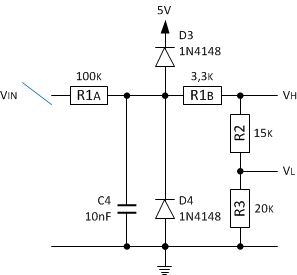 5V
D3
1N4148
100K
3,3K
VIN
R1A
R1B
VH
R2
15K
VL
C4
10nF
D4
1N4148
R3
20K